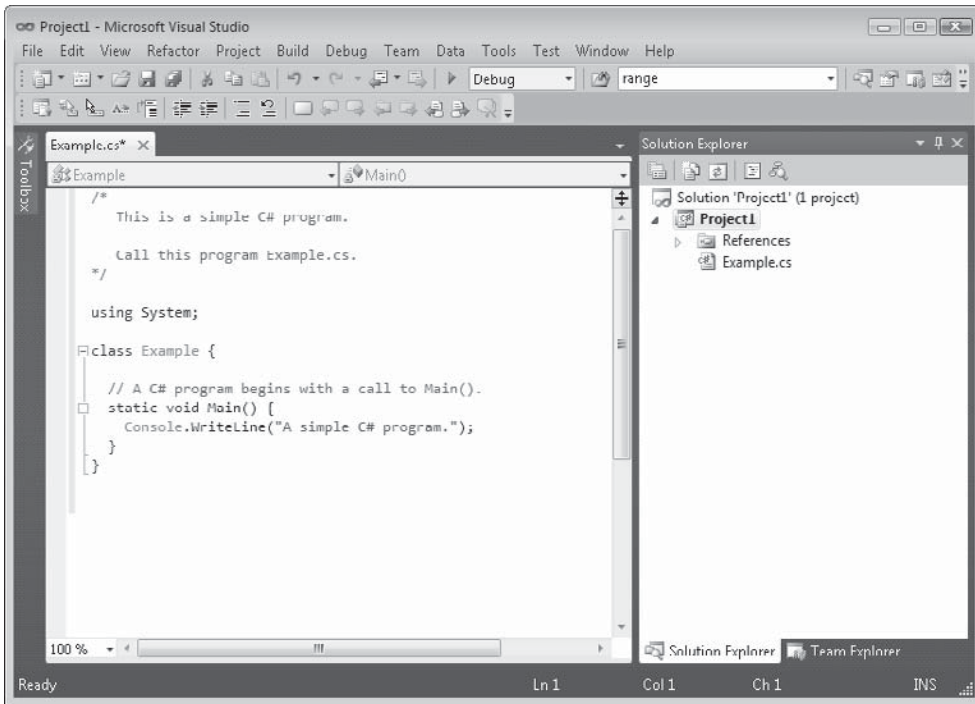 Project1 - Microsoft Visual Studio
File Edit View Refactor Project Build Debug Team Data Tools Test Window Help
Debug
range
Toolbox
Example.cs*
Example
Main()
/*
This is a simple C# program.
Call this program Example.cs.
*/
using System;
class Example {
// A C# program begins with a call to Main().
static void Main() {
Console.WriteLine("A simple C# program.");
}
}
100 %
Solution Explorer
Solution 'Project1' (1 project)
Project1
References
Example.cs
Solution Explorer Team Explorer
Ready Ln 1 Col 1 Ch 1 INS